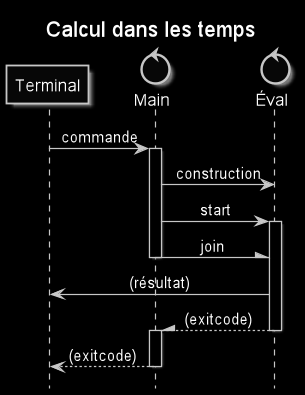 Calcul dans les temps
Terminal
Main
Éval
commande
construction
start
join
(résultat)
(exitcode)
(exitcode)